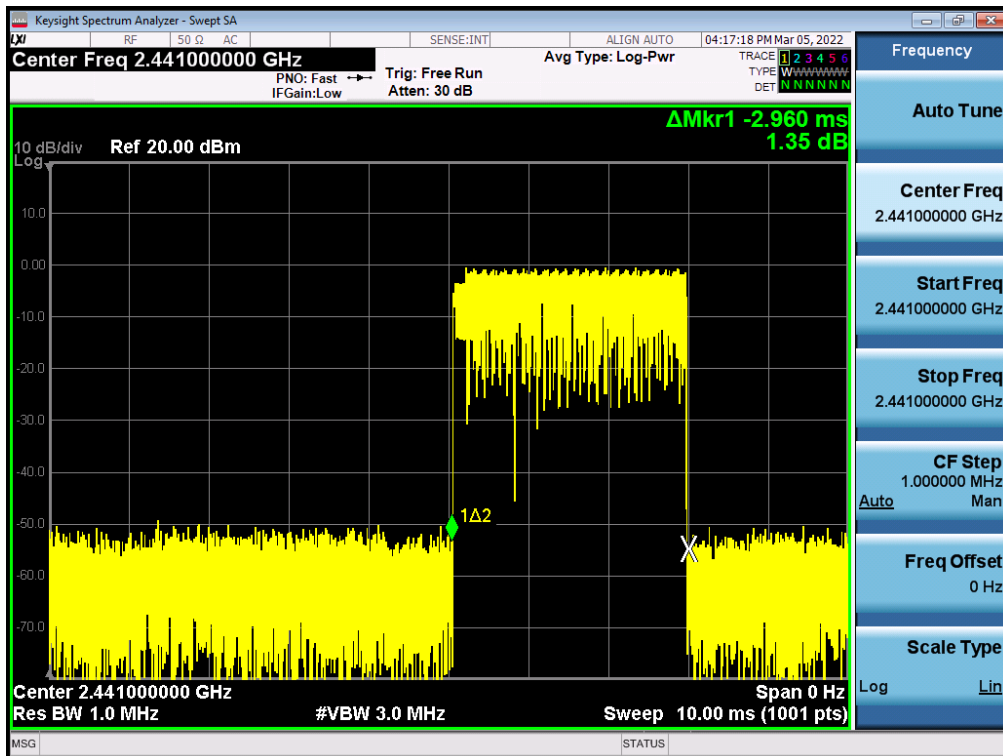 Keysight Spectrum Analyzer - Swept SA
LXI RF 50 Ω AC SENSE:INT ALIGN AUTO 04:17:18 PM Mar 05, 2022
Center Freq 2.441000000 GHz
PNO: Fast
IFGain:Low
Trig: Free Run
Atten: 30 dB
Avg Type: Log-Pwr
TRACE 1 2 3 4 5 6
TYPE WWWWWW
DET N N N N N N
ΔMkr1 -2.960 ms
1.35 dB
10 dB/div
Log
Ref 20.00 dBm
10.0
0.00
-10.0
-20.0
-30.0
-40.0
-50.0
-60.0
-70.0
1Δ2
X
Center 2.441000000 GHz
Span 0 Hz
Res BW 1.0 MHz
#VBW 3.0 MHz
Sweep 10.00 ms (1001 pts)
MSG
STATUS
Frequency
Auto Tune
Center Freq
2.441000000 GHz
Start Freq
2.441000000 GHz
Stop Freq
2.441000000 GHz
CF Step
1.000000 MHz
Auto Man
Freq Offset
0 Hz
Scale Type
Log Lin